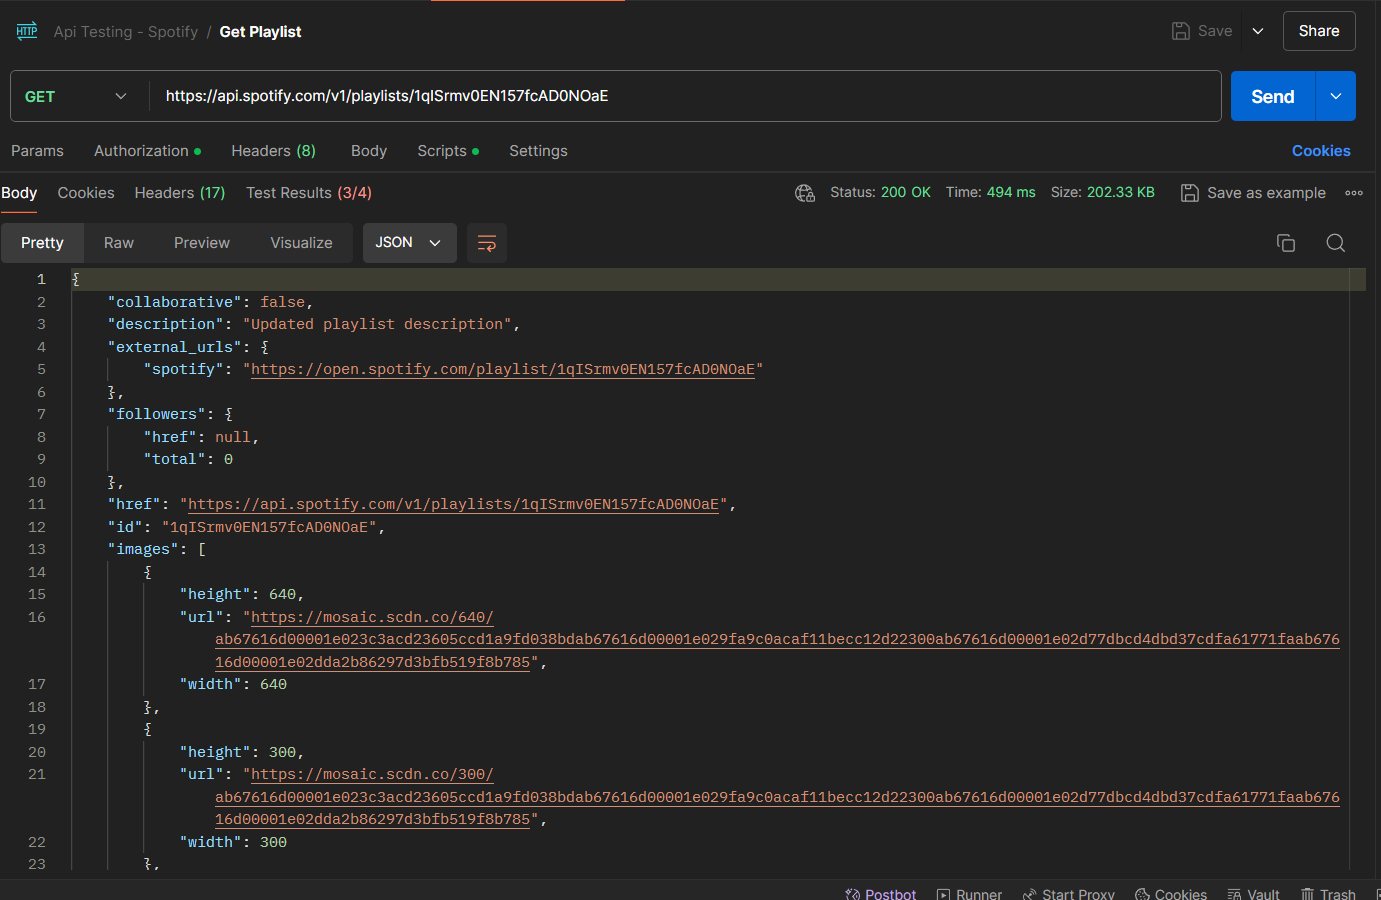 HTTP Api Testing - Spotify / Get Playlist Save Share
GET https://api.spotify.com/v1/playlists/1qISrmv0EN157fcAD0NOaE Send
Params Authorization Headers (8) Body Scripts Settings Cookies
Body Cookies Headers (17) Test Results (3/4) Status: 200 OK Time: 494 ms Size: 202.33 KB Save as example
Pretty Raw Preview Visualize JSON
1 {
2 "collaborative": false,
3 "description": "Updated playlist description",
4 "external_urls": {
5 "spotify": "https://open.spotify.com/playlist/1qISrmv0EN157fcAD0NOaE"
6 },
7 "followers": {
8 "href": null,
9 "total": 0
10 },
11 "href": "https://api.spotify.com/v1/playlists/1qISrmv0EN157fcAD0NOaE",
12 "id": "1qISrmv0EN157fcAD0NOaE",
13 "images": [
14 {
15 "height": 640,
16 "url": "https://mosaic.scdn.co/640/
ab67616d00001e023c3acd23605ccd1a9fd038bdab67616d00001e029fa9c0acaf11becc12d22300ab67616d00001e02d77dbcd4dbd37cdfa61771faab676
16d00001e02dda2b86297d3bfb519f8b785",
17 "width": 640
18 },
19 {
20 "height": 300,
21 "url": "https://mosaic.scdn.co/300/
ab67616d00001e023c3acd23605ccd1a9fd038bdab67616d00001e029fa9c0acaf11becc12d22300ab67616d00001e02d77dbcd4dbd37cdfa61771faab676
16d00001e02dda2b86297d3bfb519f8b785",
22 "width": 300
23 },
Postbot Runner Start Proxy Cookies Vault Trash